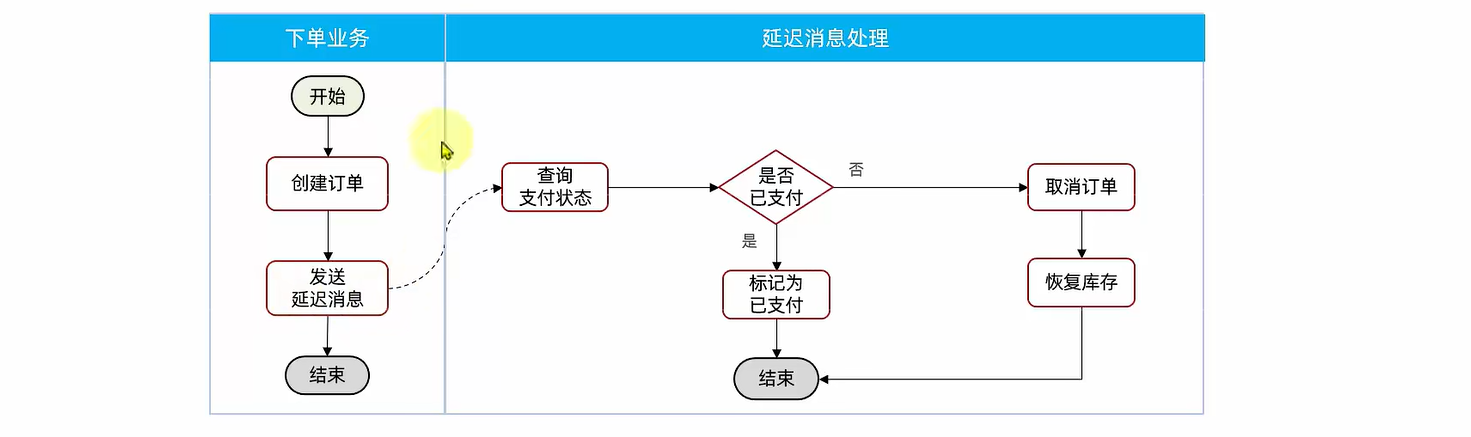 下单业务
延迟消息处理
开始
创建订单
发送
延迟消息
结束
查询
支付状态
是否
已支付
否
取消订单
恢复库存
是
标记为
已支付
结束